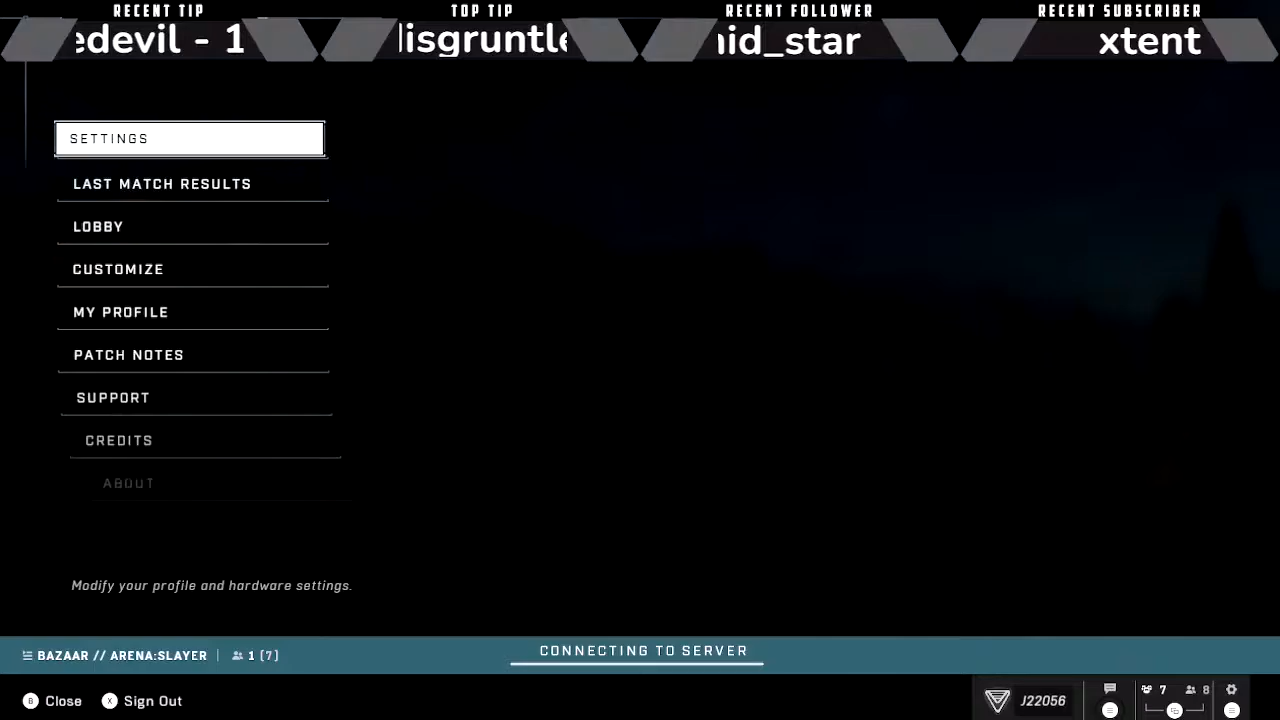 RECENT TIP
edevil - 1
TOP TIP
lisgruntle
RECENT FOLLOWER
nid_star
RECENT SUBSCRIBER
xtent
SETTINGS
LAST MATCH RESULTS
LOBBY
CUSTOMIZE
MY PROFILE
PATCH NOTES
SUPPORT
CREDITS
ABOUT
Modify your profile and hardware settings.
BAZAAR // ARENA:SLAYER 1 (7)
CONNECTING TO SERVER
B Close X Sign Out
J22056
7 8